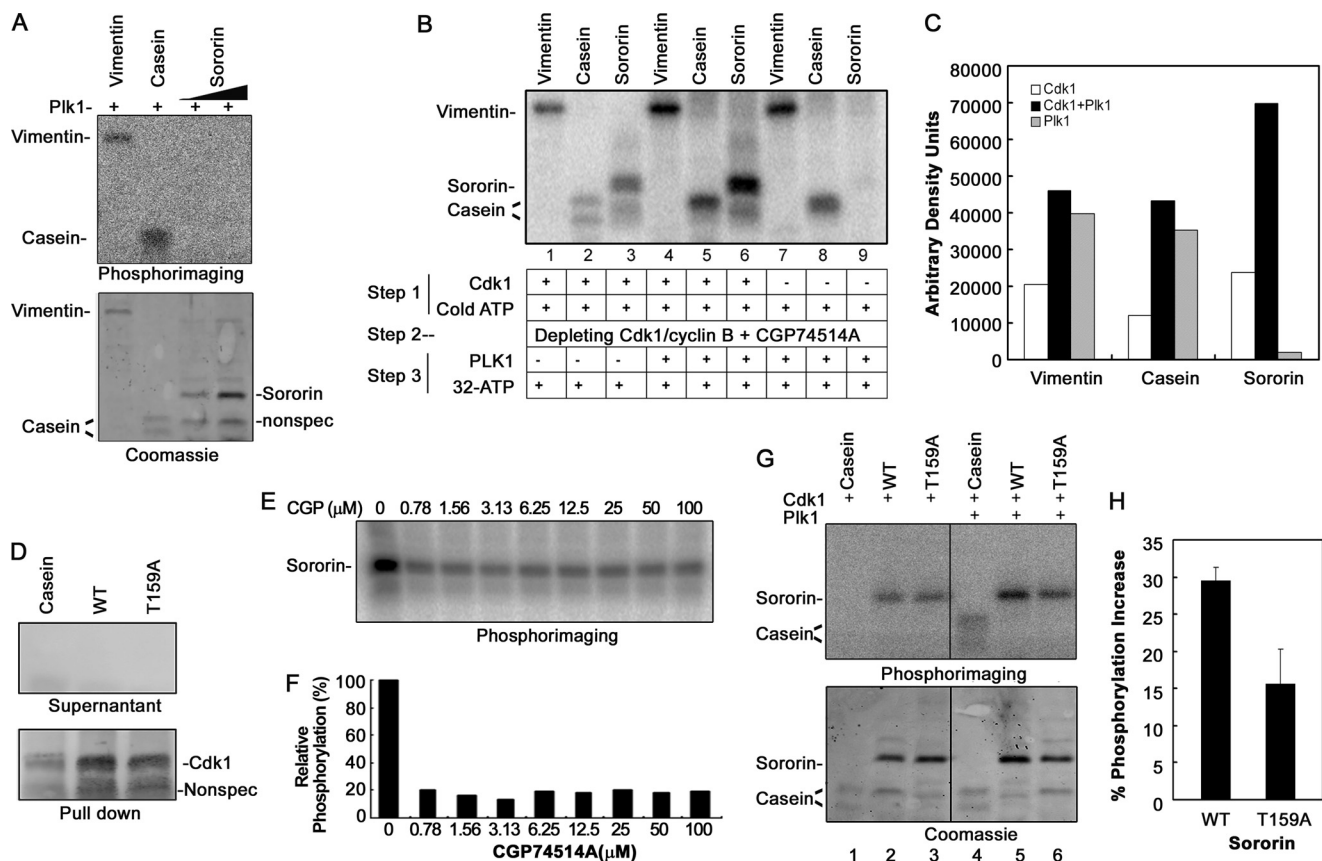 A
Vimentin
Casein
Sororin
Plk1- + + + +
Vimentin-
Casein-
Phosphorimaging
Vimentin-
-Sororin
-nonspec
Casein
Coomassie
B
Vimentin
Casein
Sororin
Vimentin
Casein
Sororin
Vimentin
Casein
Sororin
Vimentin-
Sororin-
Casein
1 2 3 4 5 6 7 8 9
Step 1
Cdk1 + + + + + + - - -
Cold ATP + + + + + + + + +
Step 2-- Depleting Cdk1/cyclin B + CGP74514A
Step 3
PLK1 - - - + + + + + +
32-ATP + + + + + + + + +
C
Arbitrary Density Units
80000
70000
60000
50000
40000
30000
20000
10000
0
Cdk1
Cdk1+Plk1
Plk1
Vimentin Casein Sororin
D
Casein
WT
T159A
Supernantant
-Cdk1
-Nonspec
Pull down
E
CGP (μM) 0 0.78 1.56 3.13 6.25 12.5 25 50 100
Sororin-
Phosphorimaging
F
Relative
Phosphorylation (%)
100
80
60
40
20
0
0 0.78 1.56 3.13 6.25 12.5 25 50 100
CGP74514A(μM)
G
Casein
WT
T159A
Casein
WT
T159A
Cdk1 + + + + + +
Plk1 + + +
Sororin-
Casein
Phosphorimaging
Sororin-
Casein
Coomassie
1 2 3 4 5 6
H
% Phosphorylation Increase
35
30
25
20
15
10
5
0
WT T159A
Sororin